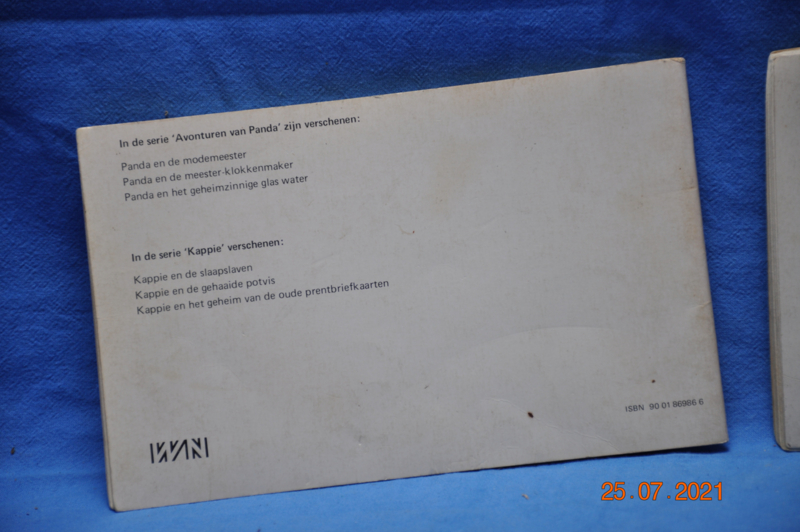 In de serie 'Avonturen van Panda' zijn verschenen:
Panda en de modemeester
Panda en de meester-klokkenmaker
Panda en het geheimzinnige glas water
In de serie 'Kappie' verschenen:
Kappie en de slaapslaven
Kappie en de gehaaide potvis
Kappie en het geheim van de oude prentbriefkaarten
ISBN 90 01 86986 6
25.07.2021